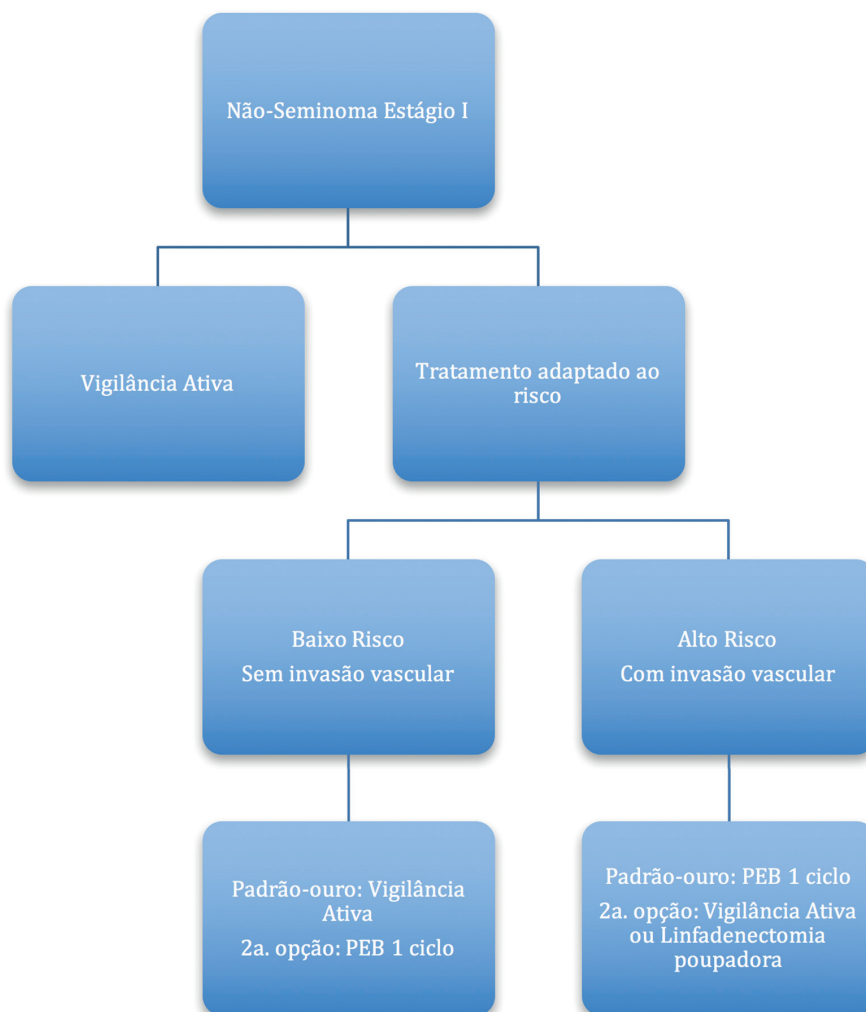 Não-Seminoma Estágio I
Vigilância Ativa
Tratamento adaptado ao
risco
Baixo Risco
Sem invasão vascular
Alto Risco
Com invasão vascular
Padrão-ouro: Vigilância
Ativa
2a. opção: PEB 1 ciclo
Padrão-ouro: PEB 1 ciclo
2a. opção: Vigilância Ativa
ou Linfadenectomia
poupadora